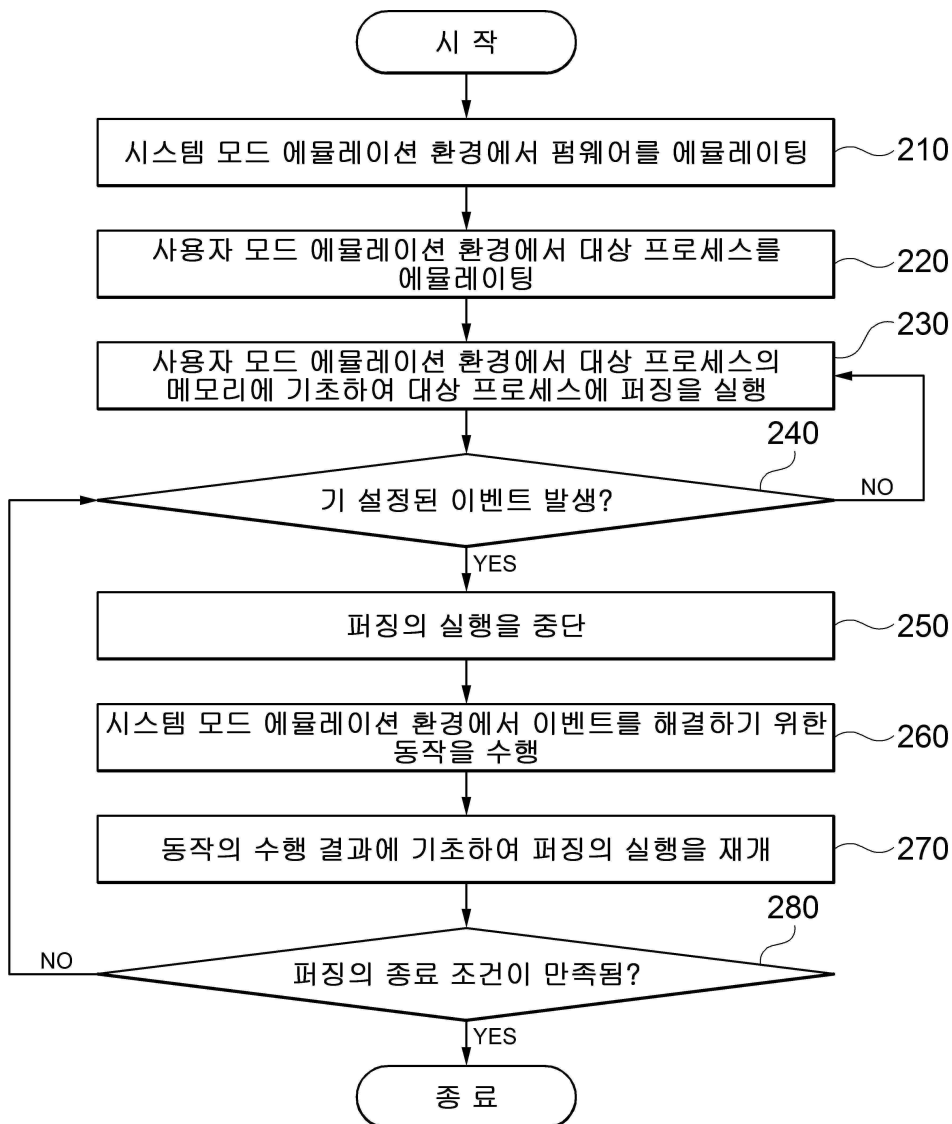 시 작
시스템 모드 에뮬레이션 환경에서 펌웨어를 에뮬레이팅
210
사용자 모드 에뮬레이션 환경에서 대상 프로세스를
에뮬레이팅
220
230
사용자 모드 에뮬레이션 환경에서 대상 프로세스의
메모리에 기초하여 대상 프로세스에 퍼징을 실행
240
기 설정된 이벤트 발생?
NO
YES
퍼징의 실행을 중단
250
시스템 모드 에뮬레이션 환경에서 이벤트를 해결하기 위한
동작을 수행
260
동작의 수행 결과에 기초하여 퍼징의 실행을 재개
270
280
NO
퍼징의 종료 조건이 만족됨?
YES
종 료